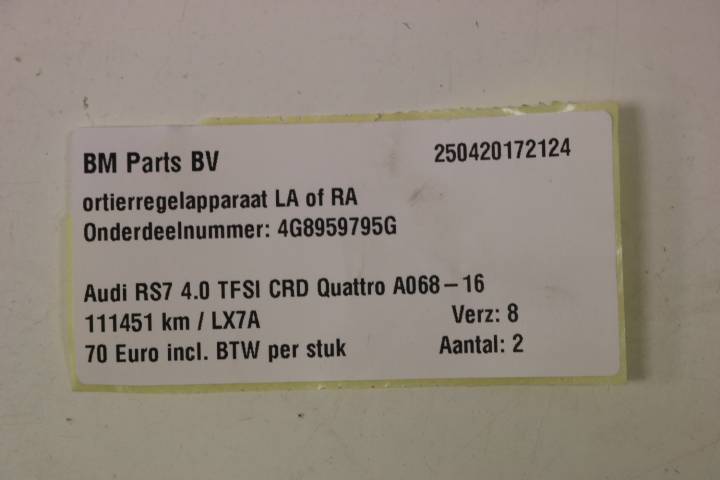 BM Parts BV 250420172124
ortierregelapparaat LA of RA
Onderdeelnummer: 4G8959795G
Audi RS7 4.0 TFSI CRD Quattro A068-16
111451 km / LX7A Verz: 8
70 Euro incl. BTW per stuk Aantal: 2